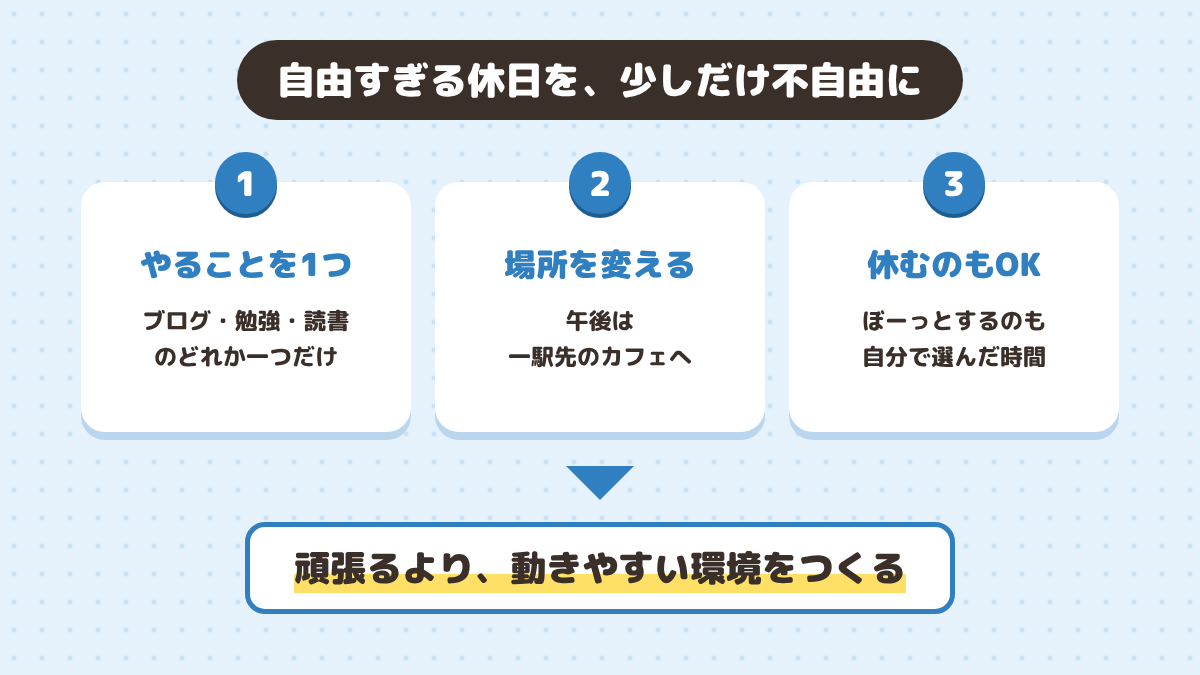 自由すぎる休日を、少しだけ不自由に
1
やることを1つ
ブログ・勉強・読書
のどれか一つだけ
2
場所を変える
午後は
一駅先のカフェへ
3
休むのもOK
ぼーっとするのも
自分で選んだ時間
頑張るより、動きやすい環境をつくる